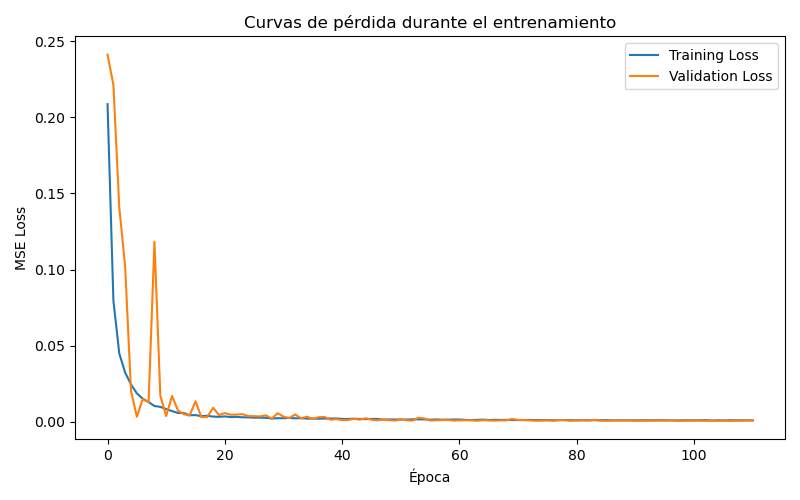 Curvas de pérdida durante el entrenamiento
Training Loss
Validation Loss
MSE Loss
0.25
0.20
0.15
0.10
0.05
0.00
0 20 40 60 80 100
Época